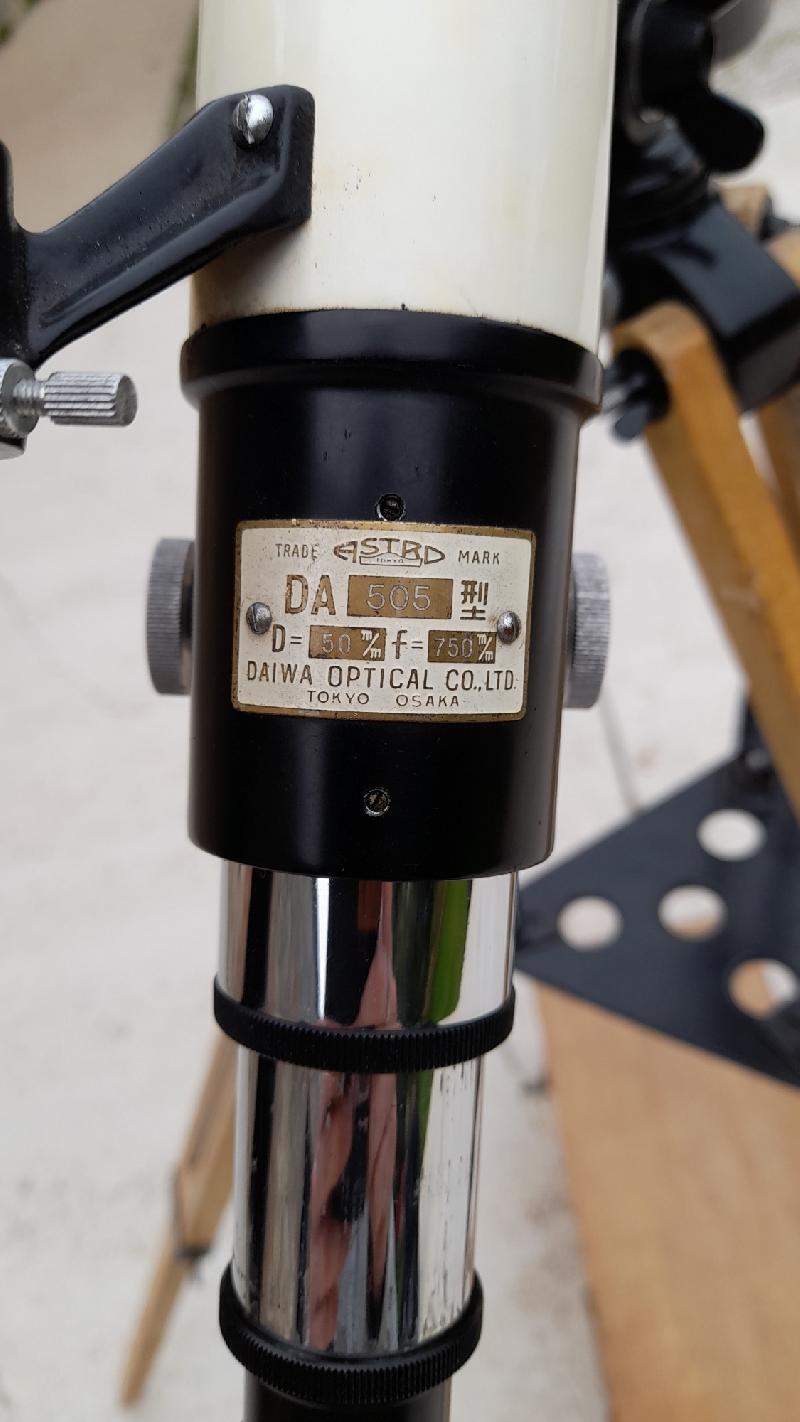 TRADE ASTRO MARK
DA 505 型
D= 50 m/m f= 750 m/m
DAIWA OPTICAL CO.,LTD.
TOKYO OSAKA